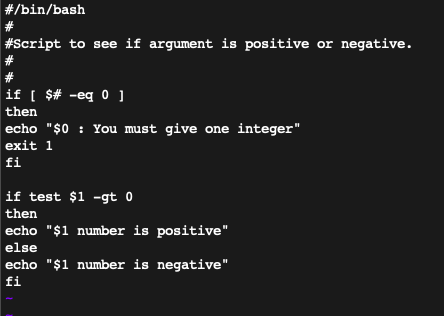 #/bin/bash
#
#Script to see if argument is positive or negative.
#
#
if [ $# -eq 0 ]
then
echo "$0 : You must give one integer"
exit 1
fi

if test $1 -gt 0
then
echo "$1 number is positive"
else
echo "$1 number is negative"
fi
~
~